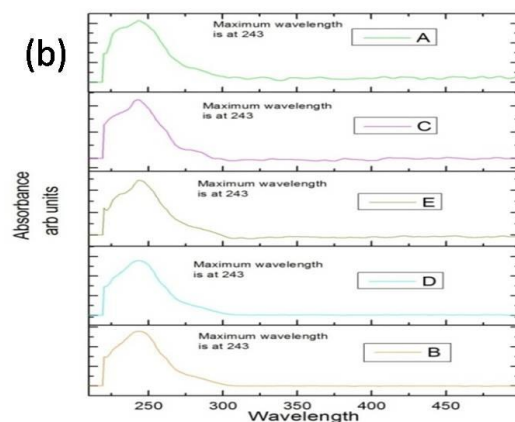 (b)
Maximum wavelength
is at 243
A
Maximum wavelength
is at 243
C
Maximum wavelength
is at 243
E
Maximum wavelength
is at 243
D
Maximum wavelength
is at 243
B
Absorbance
arb units
250 300 350 400 450
Wavelength